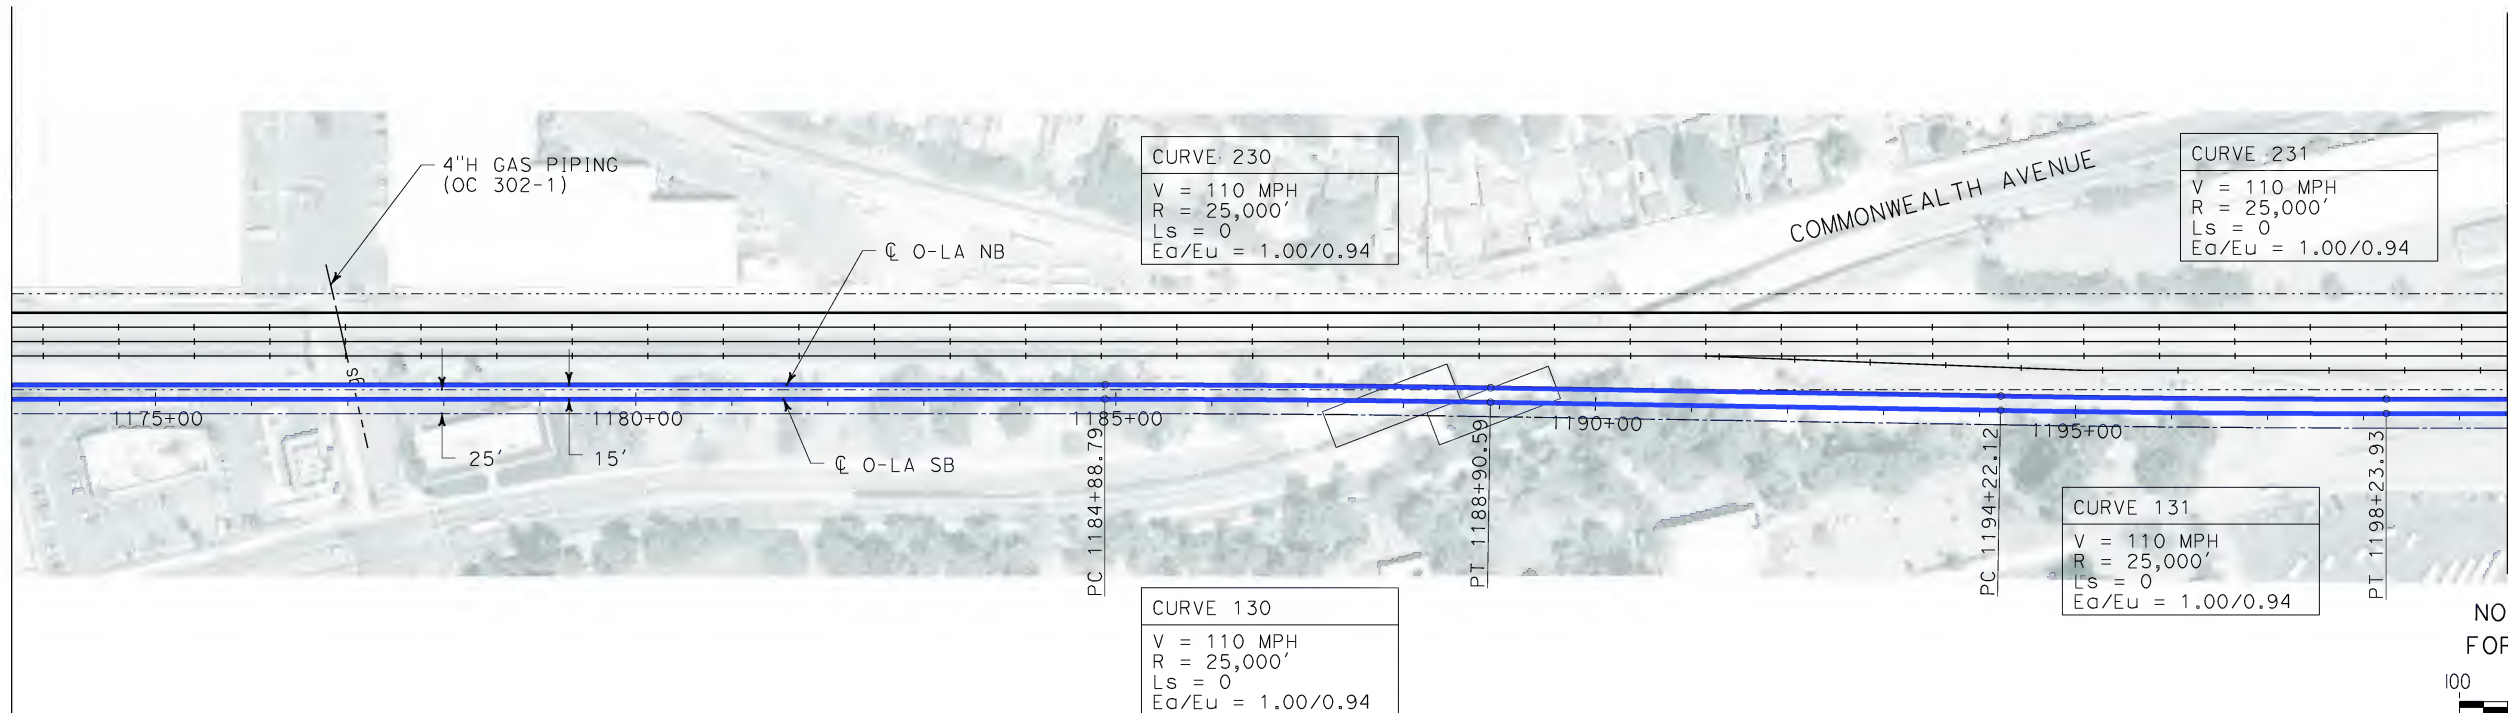 4"H GAS PIPING
(OC 302-1)
℄ O-LA NB
CURVE 230
V = 110 MPH
R = 25,000'
Ls = 0
Ea/Eu = 1.00/0.94
COMMONWEALTH AVENUE
CURVE 231
V = 110 MPH
R = 25,000'
Ls = 0
Ea/Eu = 1.00/0.94
1175+00
1180+00
1185+00
1190+00
1195+00
25'
15'
℄ O-LA SB
PC 1184+88.79
PT 1188+90.59
PC 1194+22.12
PT 1198+23.93
CURVE 130
V = 110 MPH
R = 25,000'
Ls = 0
Ea/Eu = 1.00/0.94
CURVE 131
V = 110 MPH
R = 25,000'
Ls = 0
Ea/Eu = 1.00/0.94
NO
FOR
100